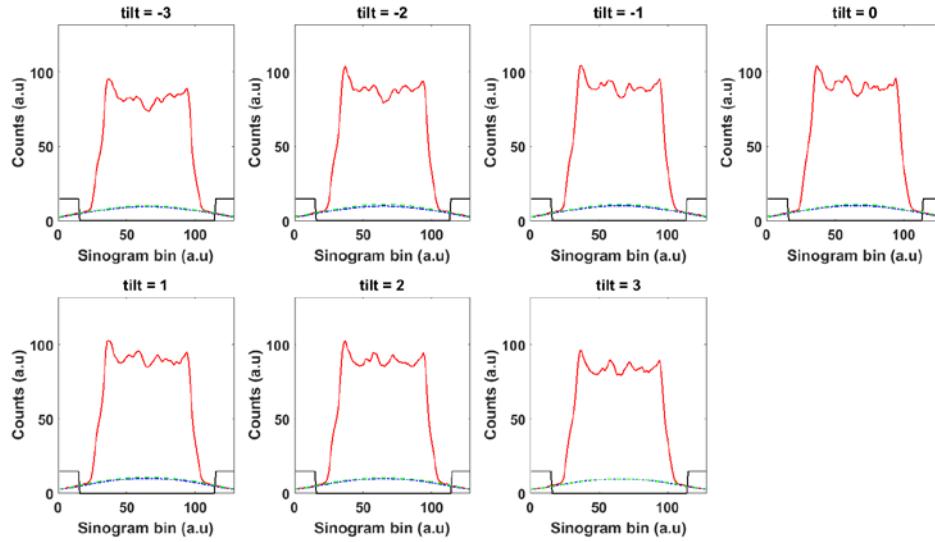 tilt = -3
tilt = -2
tilt = -1
tilt = 0
Counts (a.u)
100
50
0
0
50
100
Sinogram bin (a.u)
Counts (a.u)
100
50
0
0
50
100
Sinogram bin (a.u)
Counts (a.u)
100
50
0
0
50
100
Sinogram bin (a.u)
Counts (a.u)
100
50
0
0
50
100
Sinogram bin (a.u)
tilt = 1
tilt = 2
tilt = 3
Counts (a.u)
100
50
0
0
50
100
Sinogram bin (a.u)
Counts (a.u)
100
50
0
0
50
100
Sinogram bin (a.u)
Counts (a.u)
100
50
0
0
50
100
Sinogram bin (a.u)